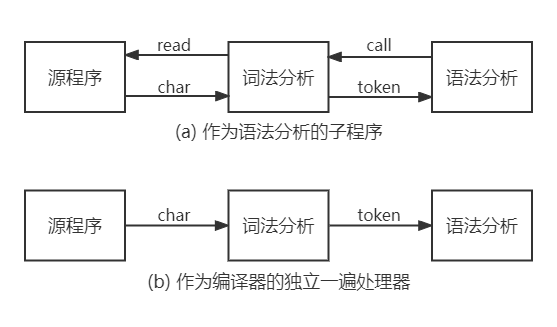 read
call
源程序
词法分析
语法分析
char
token
(a) 作为语法分析的子程序
char
token
源程序
词法分析
语法分析
(b) 作为编译器的独立一遍处理器